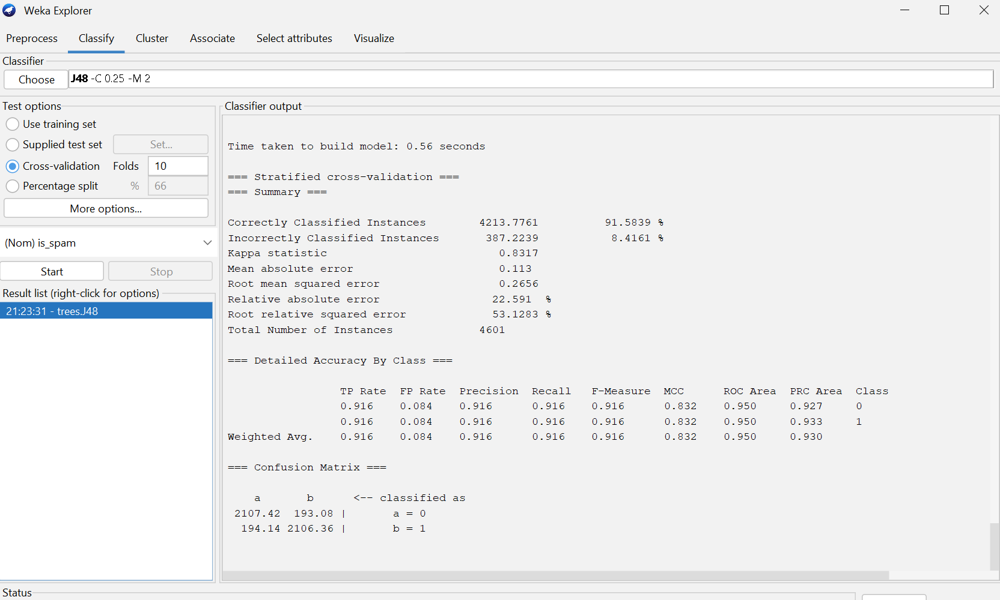 Weka Explorer
Preprocess Classify Cluster Associate Select attributes Visualize
Classifier
Choose J48 -C 0.25 -M 2
Test options
Use training set
Supplied test set Set...
Cross-validation Folds 10
Percentage split % 66
More options...
(Nom) is_spam
Start Stop
Result list (right-click for options)
21:23:31 - trees.J48
Classifier output
Time taken to build model: 0.56 seconds
=== Stratified cross-validation ===
=== Summary ===
Correctly Classified Instances 4213.7761 91.5839 %
Incorrectly Classified Instances 387.2239 8.4161 %
Kappa statistic 0.8317
Mean absolute error 0.113
Root mean squared error 0.2656
Relative absolute error 22.591 %
Root relative squared error 53.1283 %
Total Number of Instances 4601
=== Detailed Accuracy By Class ===
TP Rate FP Rate Precision Recall F-Measure MCC ROC Area PRC Area Class
0.916 0.084 0.916 0.916 0.916 0.832 0.950 0.927 0
0.916 0.084 0.916 0.916 0.916 0.832 0.950 0.933 1
Weighted Avg. 0.916 0.084 0.916 0.916 0.916 0.832 0.950 0.930
=== Confusion Matrix ===
a b <-- classified as
2107.42 193.08 | a = 0
194.14 2106.36 | b = 1
Status